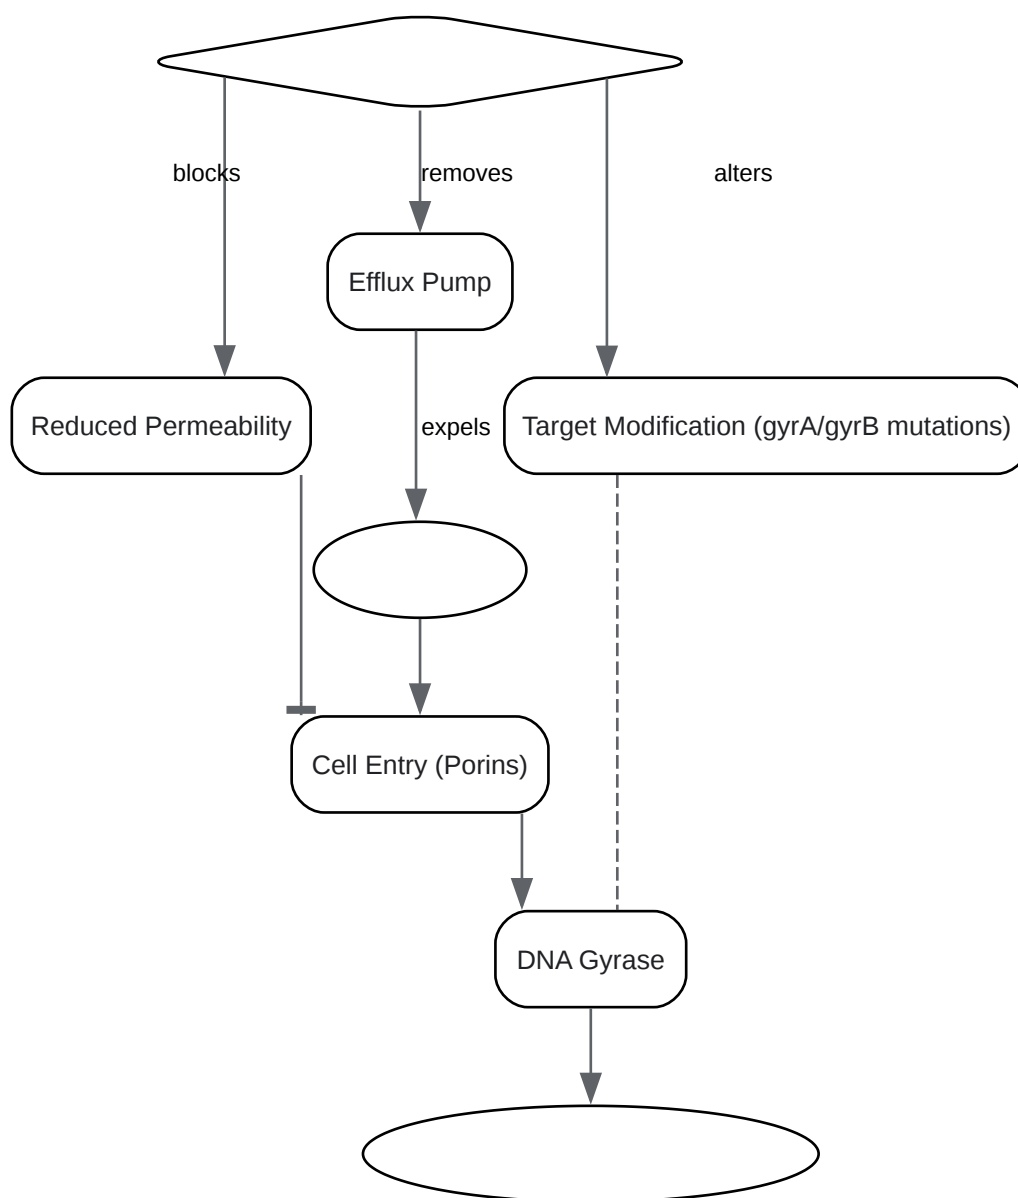 blocks
removes
alters
Efflux Pump
Reduced Permeability
expels
Target Modification (gyrA/gyrB mutations)
Cell Entry (Porins)
DNA Gyrase